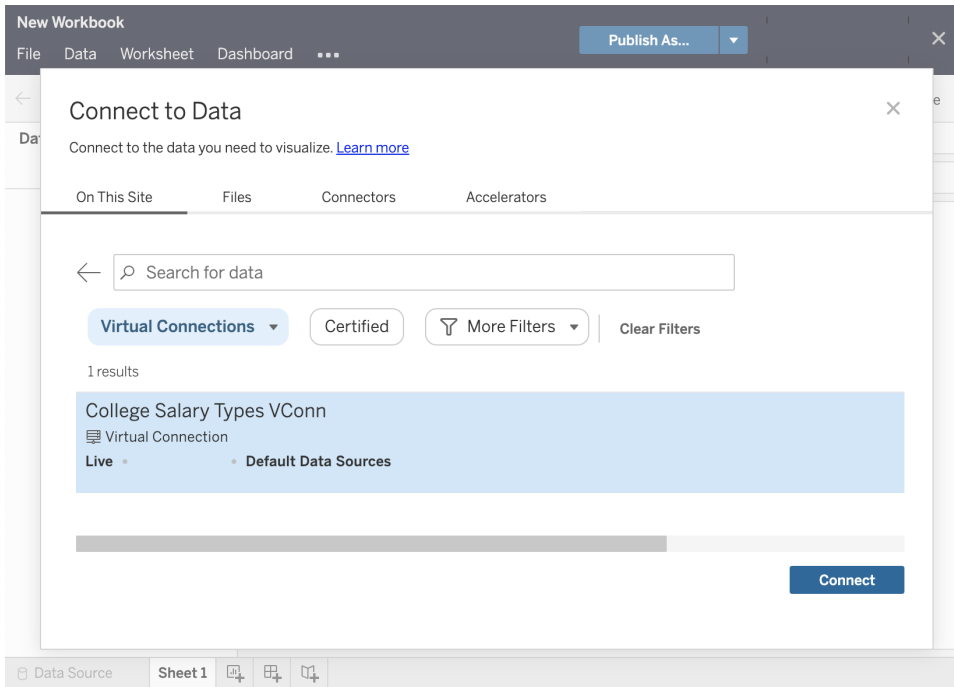 New Workbook
File Data Worksheet Dashboard
Publish As...
Connect to Data
Connect to the data you need to visualize. Learn more
On This Site Files Connectors Accelerators
Search for data
Virtual Connections Certified More Filters Clear Filters
1 results
College Salary Types VConn
Virtual Connection
Live • • Default Data Sources
Connect
Data Source Sheet 1